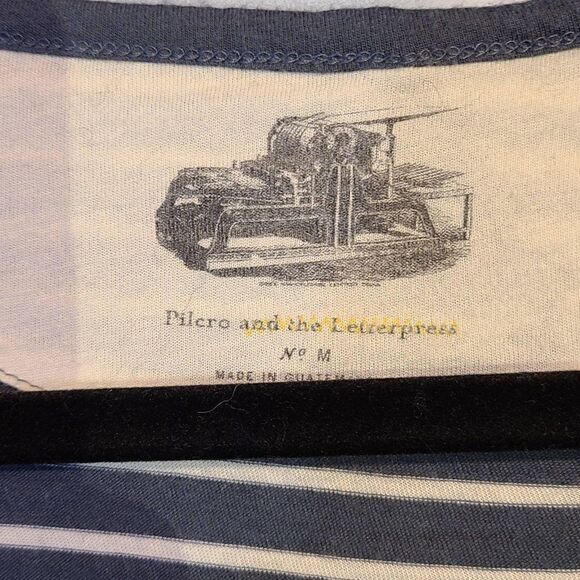 Pilcro and the Letterpress
Nº M
MADE IN GUATEM